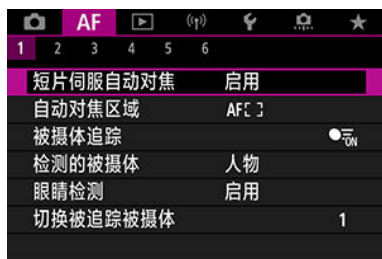 AF
1 2 3 4 5 6
短片伺服自动对焦 启用
自动对焦区域 AF[ ]
被摄体追踪 ON
检测的被摄体 人物
眼睛检测 启用
切换被追踪被摄体 1